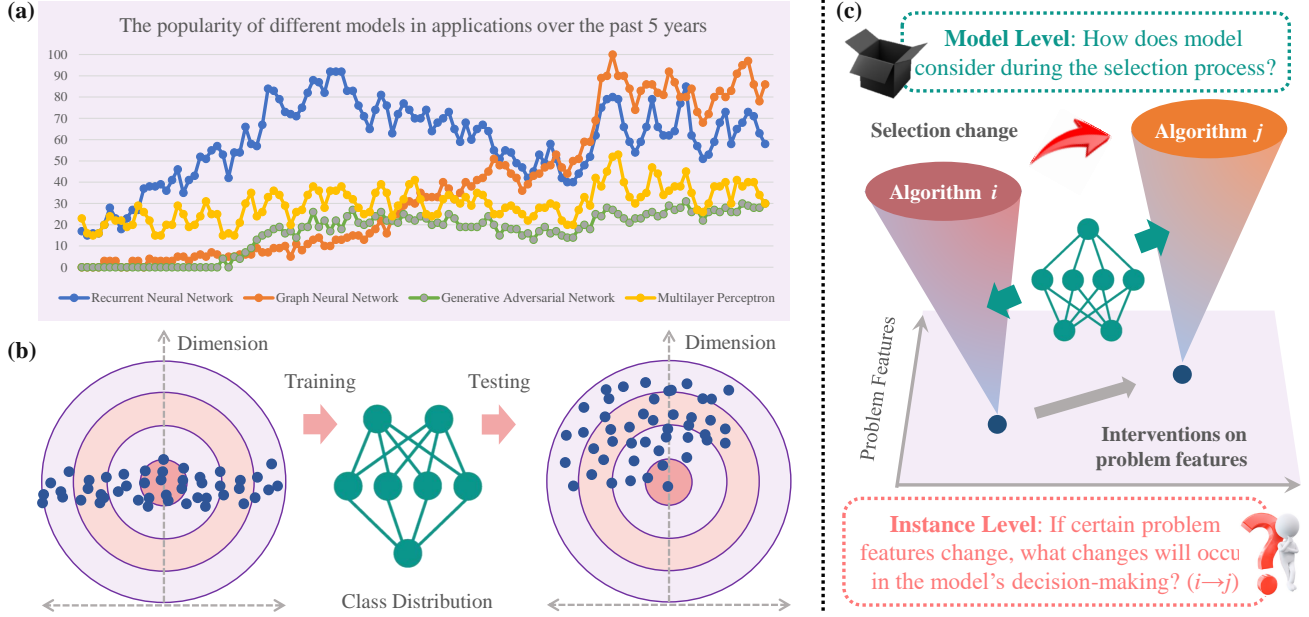 (a)
The popularity of different models in applications over the past 5 years
100
90
80
70
60
50
40
30
20
10
0
Recurrent Neural Network
Graph Neural Network
Generative Adversarial Network
Multilayer Perceptron
(b)
Dimension
Training
Testing
Dimension
Class Distribution
(c)
Model Level: How does model
consider during the selection process?
Selection change
Algorithm j
Algorithm i
Problem Features
Interventions on
problem features
Instance Level: If certain problem
features change, what changes will occu
in the model's decision-making? (i→j)